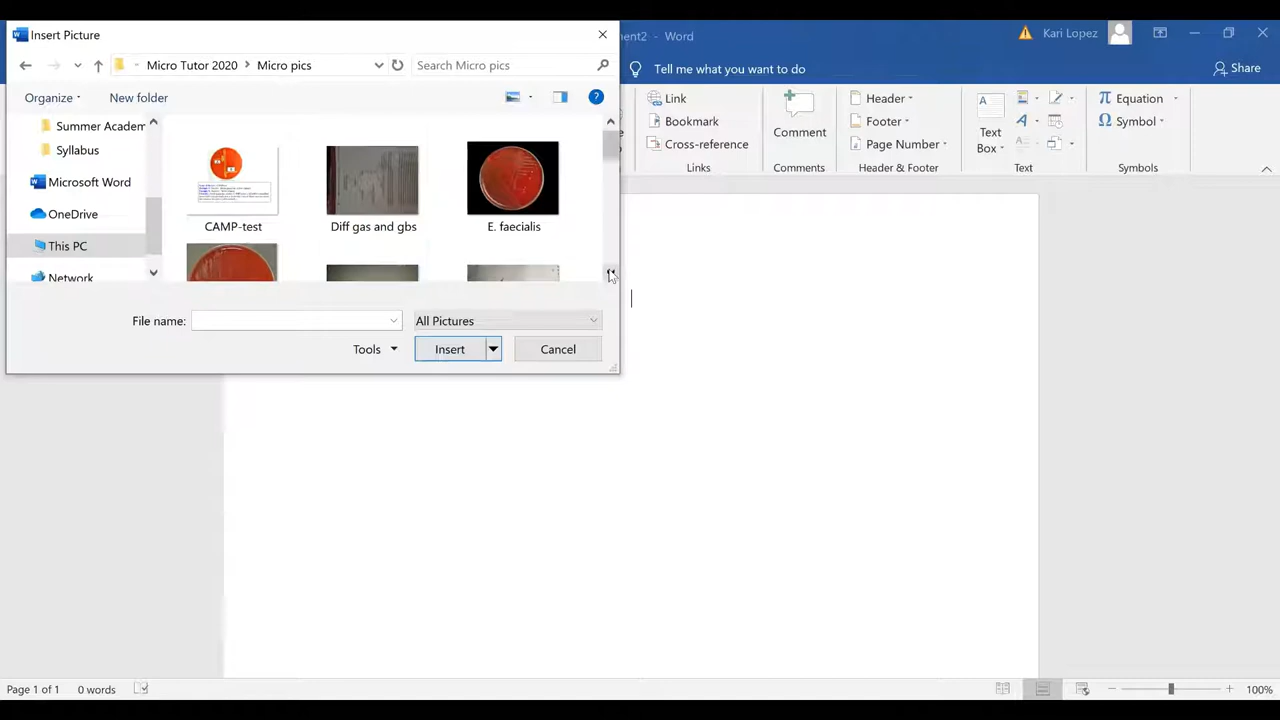 Insert Picture
ent2 - Word
Kari Lopez
Micro Tutor 2020
Micro pics
Search Micro pics
Tell me what you want to do
Share
Organize
New folder
Summer Academ
Syllabus
Microsoft Word
OneDrive
This PC
Network
CAMP-test
Diff gas and gbs
E. faecialis
File name:
All Pictures
Tools
Insert
Cancel
Link
Bookmark
Cross-reference
Links
Comment
Comments
Header
Footer
Page Number
Header & Footer
Text
Box
Text
Equation
Symbol
Symbols
Page 1 of 1
0 words
100%